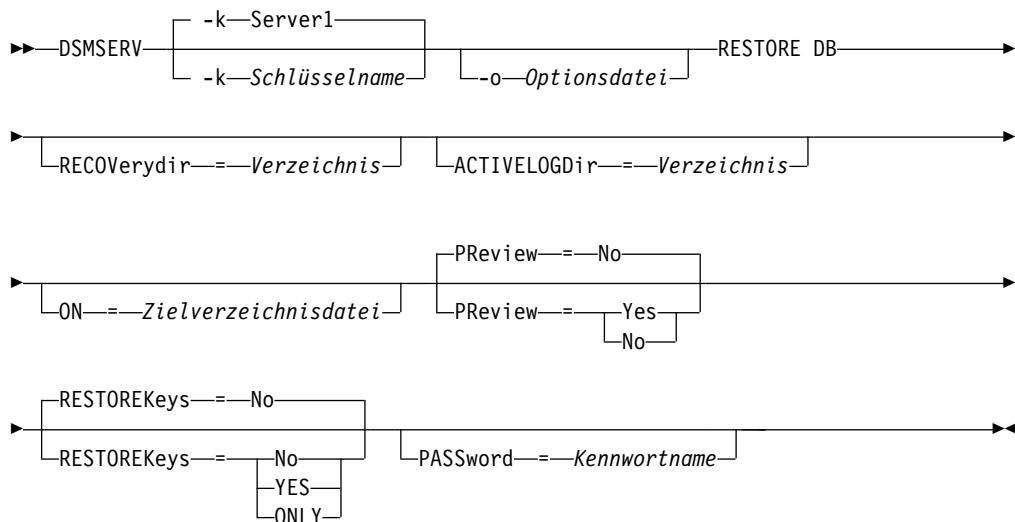 -k Server1
DSMSERV RESTORE DB
-k Schlüsselname -o Optionsdatei
RECOVerydir = Verzeichnis ACTIVELOGDir = Verzeichnis
PReview = No
ON = Zielverzeichnisdatei PReview = Yes
No
RESTOREKeys = No
RESTOREKeys = No PASSword = Kennwortname
YES
ONLY